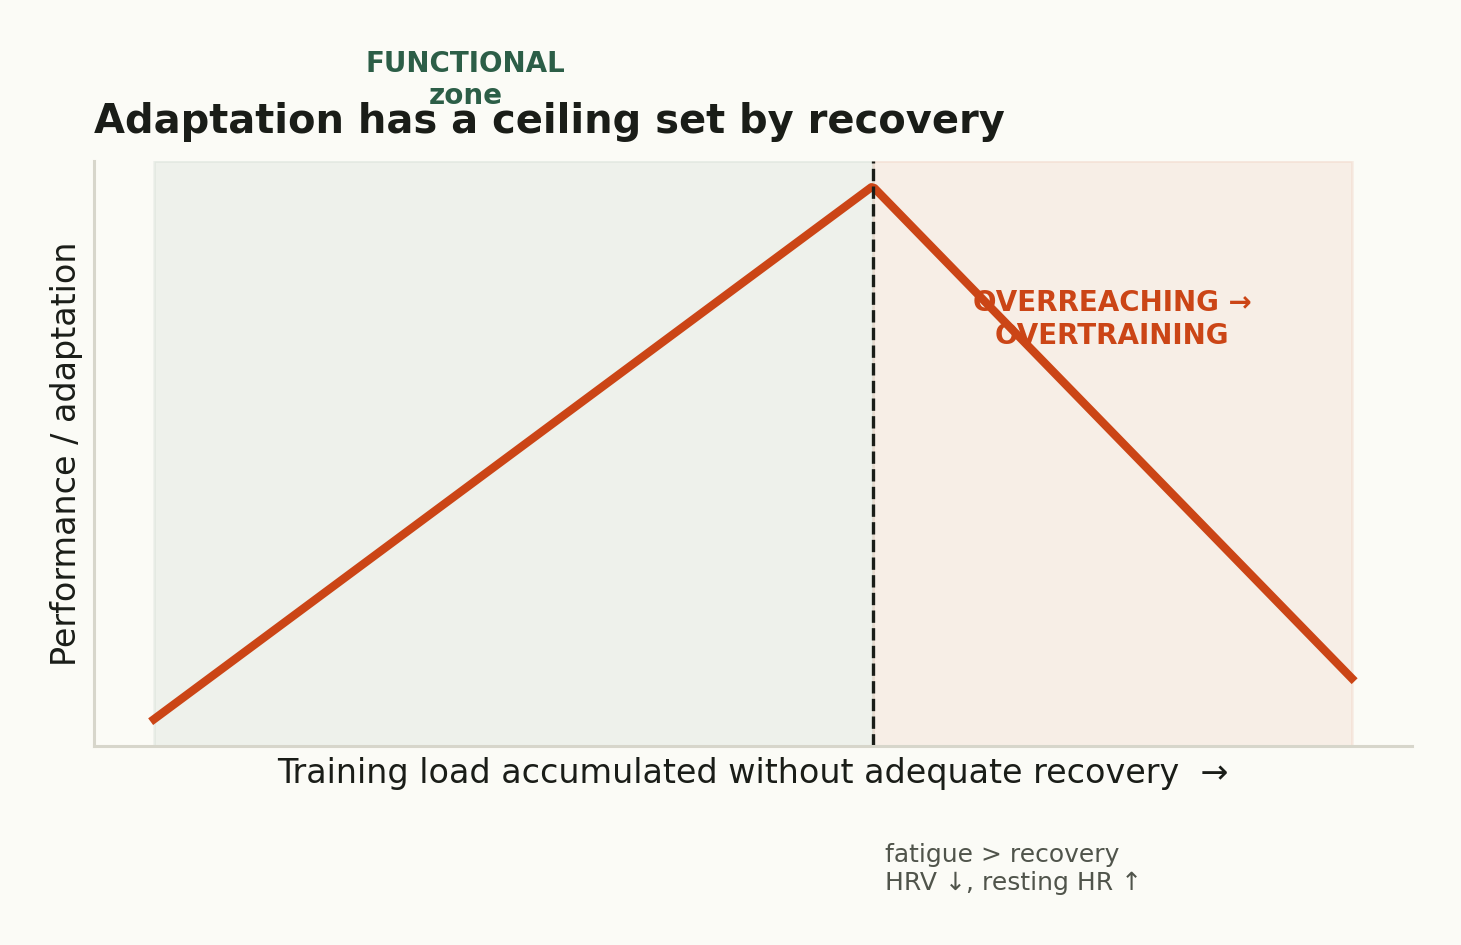 FUNCTIONAL
zone
Adaptation has a ceiling set by recovery
Performance / adaptation
OVERREACHING →
OVERTRAINING
Training load accumulated without adequate recovery →
fatigue > recovery
HRV ↓, resting HR ↑